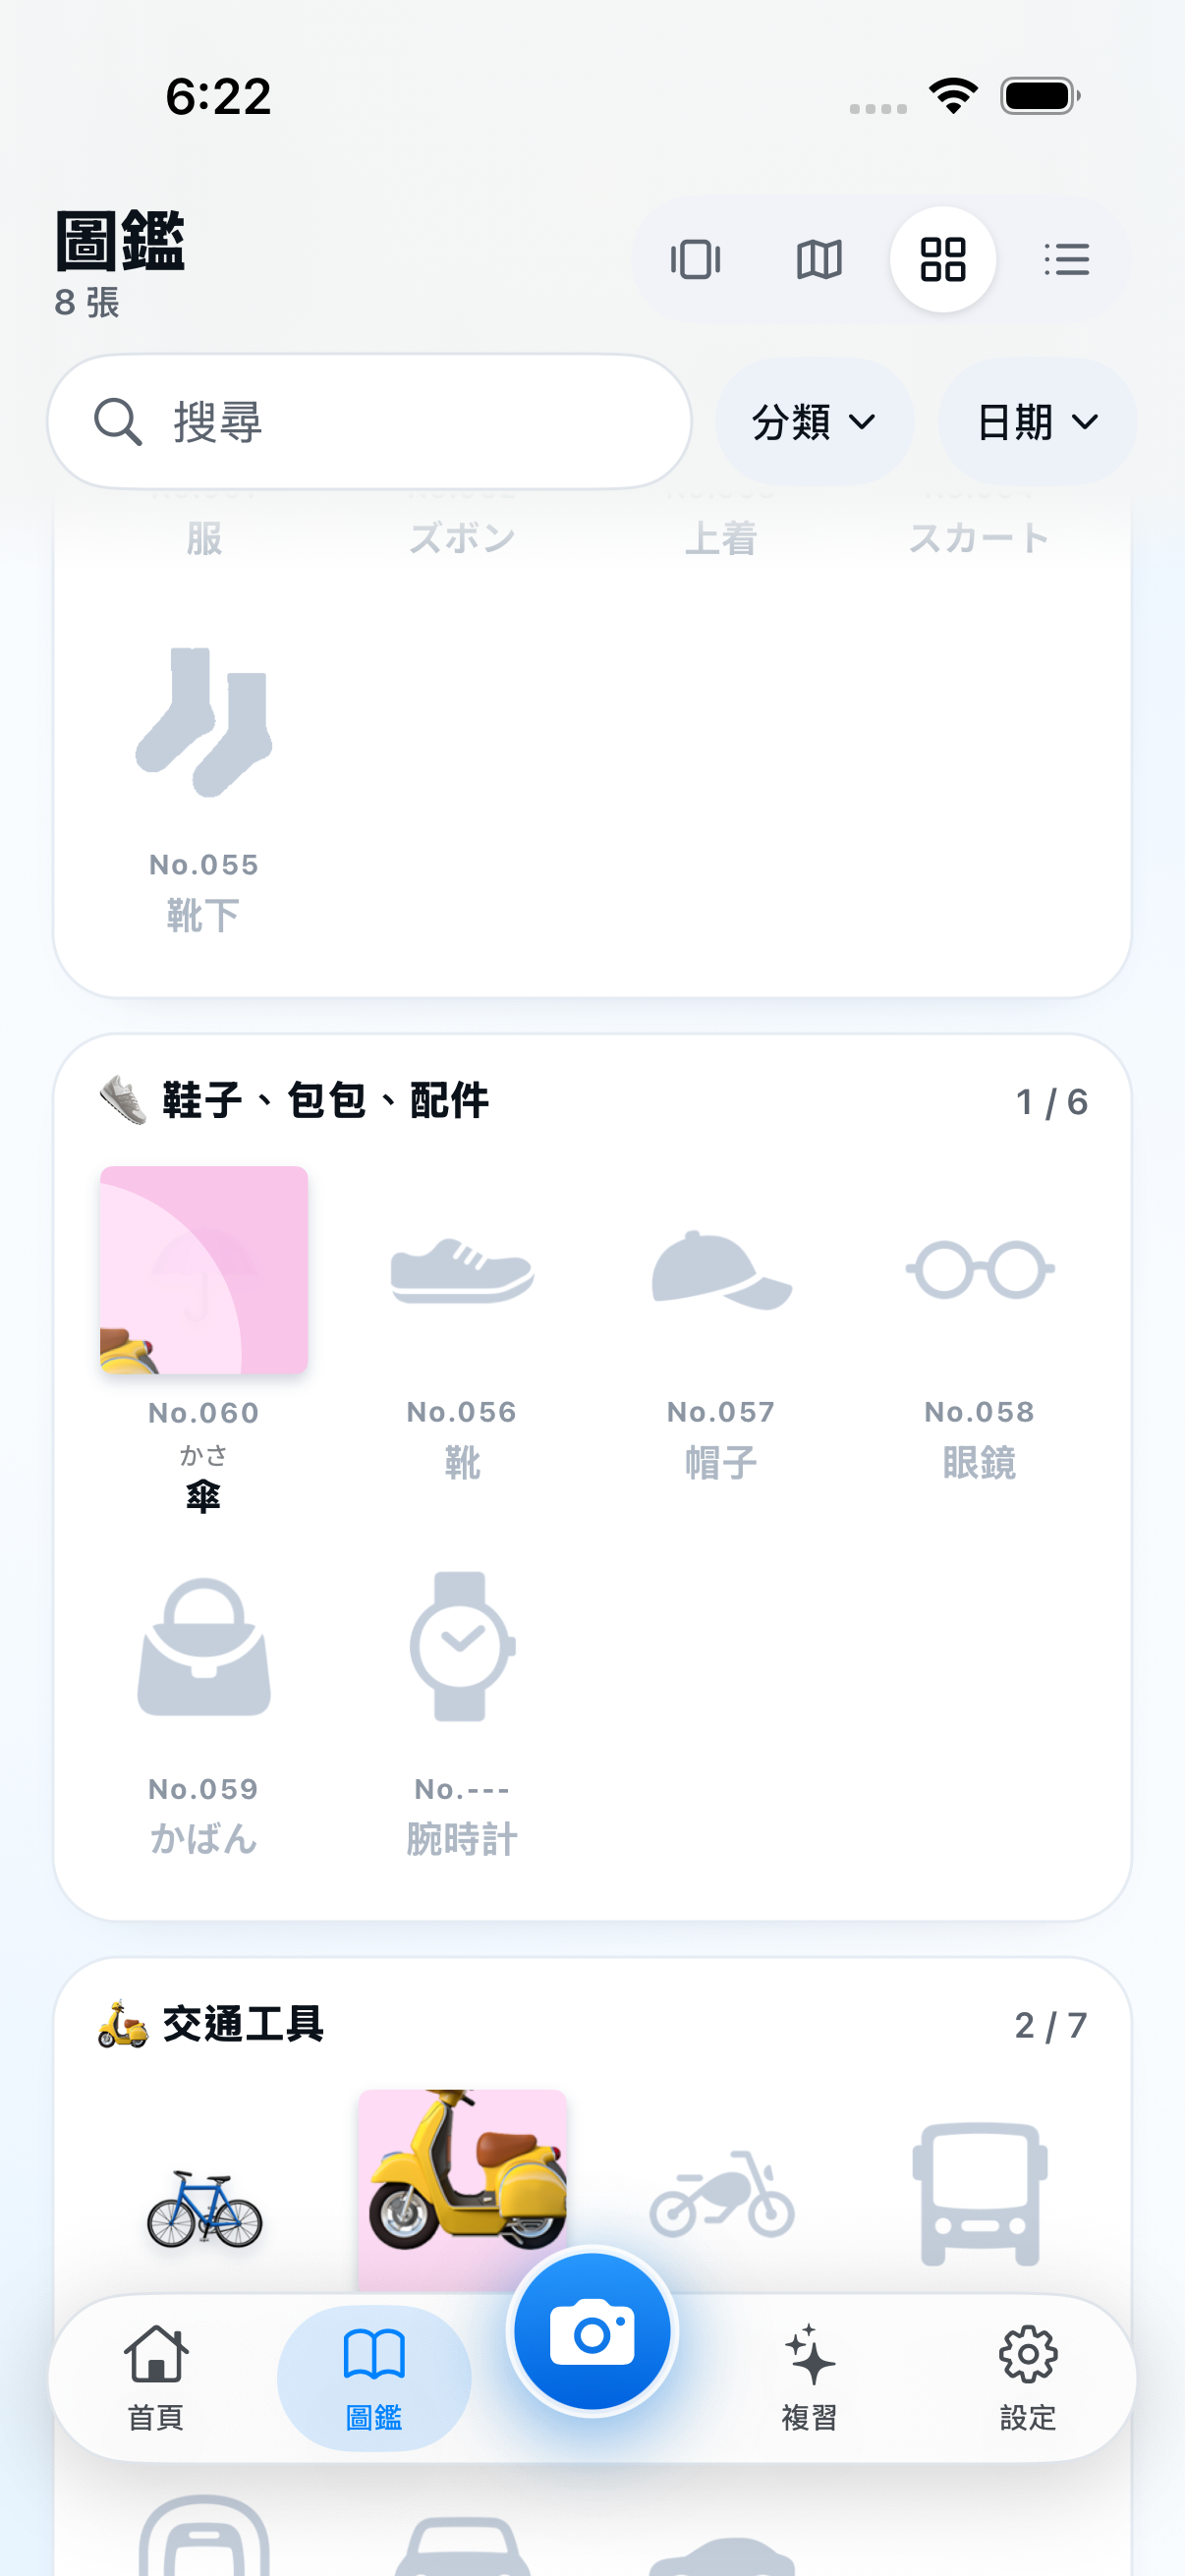 6:22
圖鑑
8 張
搜尋
分類
日期
服
ズボン
上着
スカート
No.055
靴下
鞋子、包包、配件
1 / 6
No.060
かさ
傘
No.056
靴
No.057
帽子
No.058
眼鏡
No.059
かばん
No.---
腕時計
交通工具
2 / 7
首頁
圖鑑
複習
設定